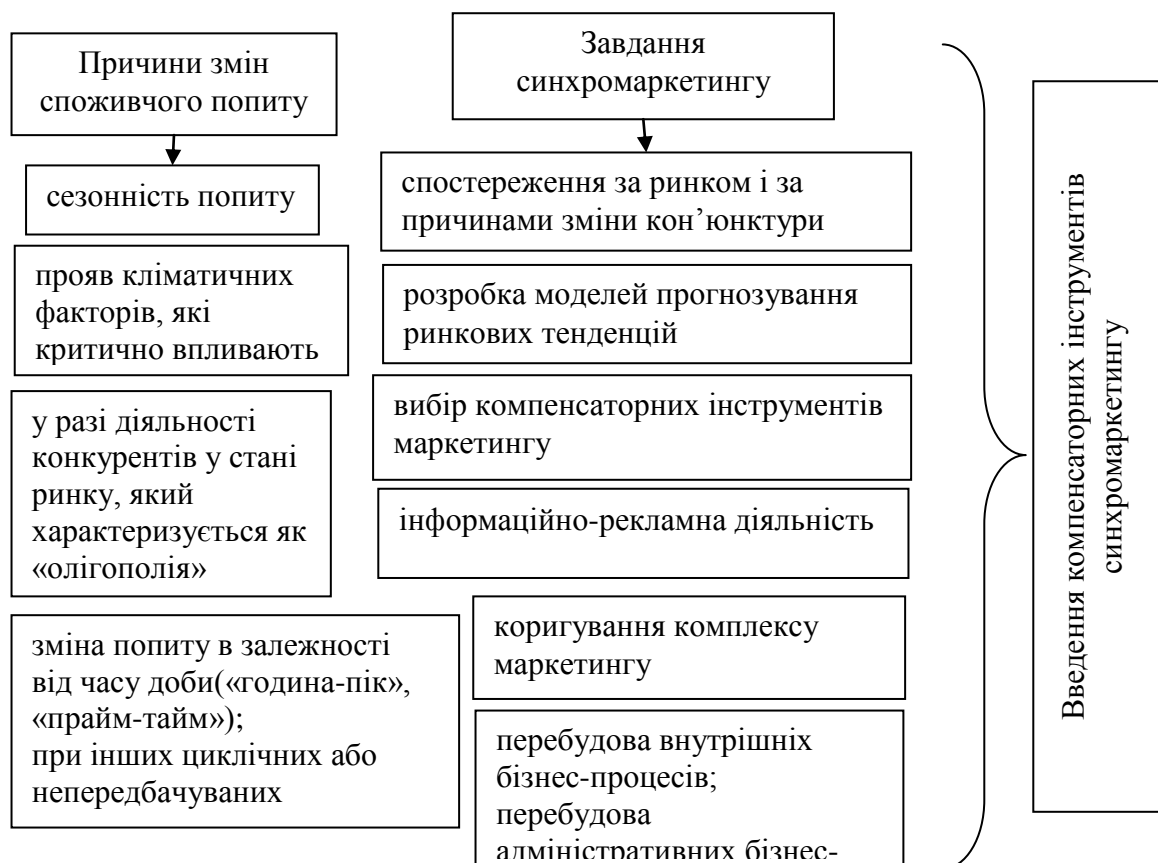 Причини змін
споживчого попиту
сезонність попиту
прояв кліматичних
факторів, які
критично впливають
у разі діяльності
конкурентів у стані
ринку, який
характеризується як
«олігополія»
зміна попиту в залежності
від часу доби(«година-пік»,
«прайм-тайм»);
при інших циклічних або
непередбачуваних
Завдання
синхромаркетингу
спостереження за ринком і за
причинами зміни кон’юнктури
розробка моделей прогнозування
ринкових тенденцій
вибір компенсаторних інструментів
маркетингу
інформаційно-рекламна діяльність
коригування комплексу
маркетингу
перебудова внутрішніх
бізнес-процесів;
перебудова
адміністративних бізнес-
Введення компенсаторних інструментів
синхромаркетингу